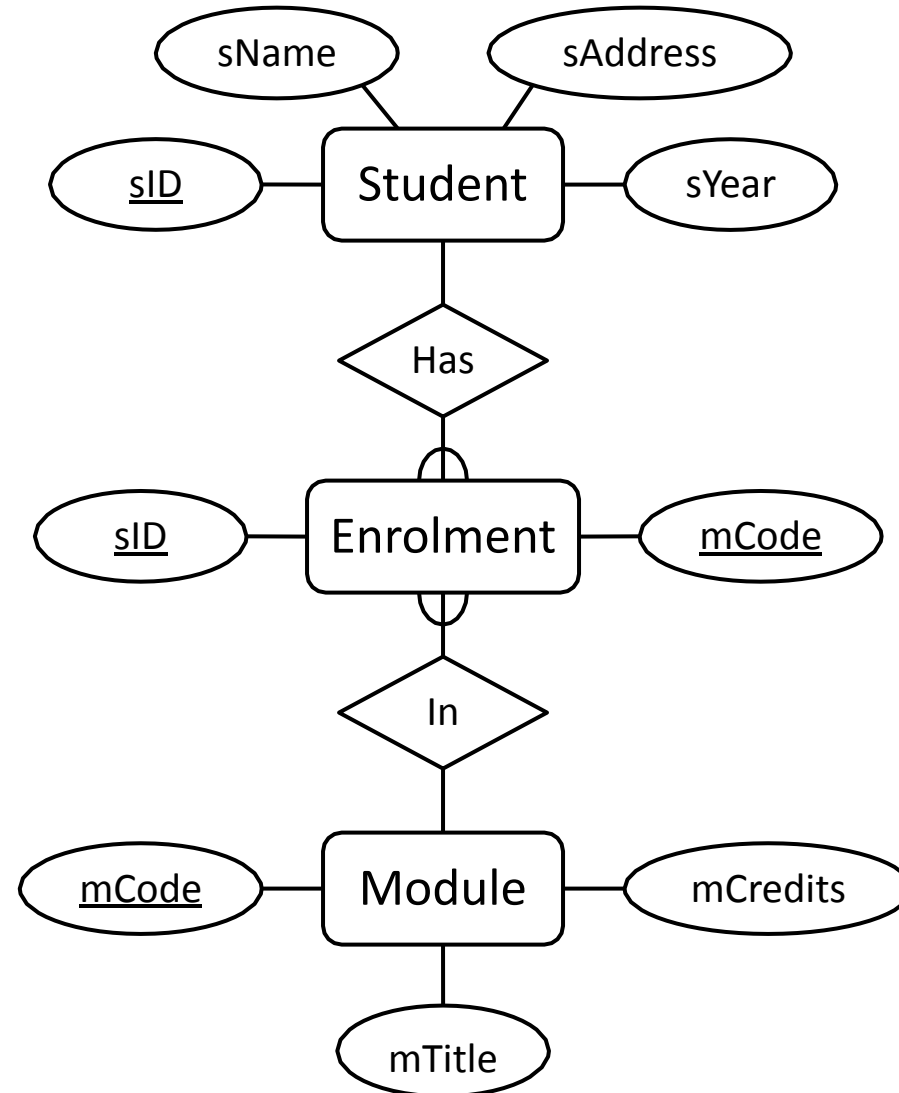 sName
sAddress
sID
Student
sYear
Has
sID
Enrolment
mCode
In
mCode
Module
mCredits
mTitle